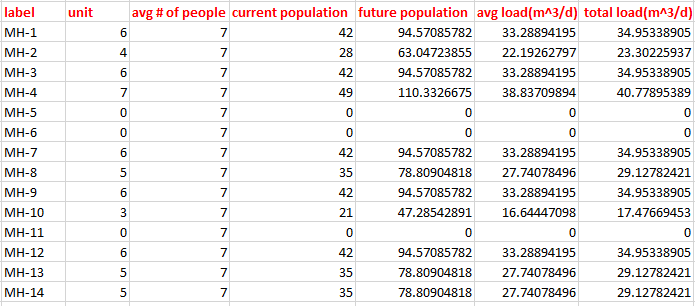 label unit avg # of people current population future population avg load(m^3/d) total load(m^3/d)
MH-1 6 7 42 94.57085782 33.28894195 34.95338905
MH-2 4 7 28 63.04723855 22.19262797 23.30225937
MH-3 6 7 42 94.57085782 33.28894195 34.95338905
MH-4 7 7 49 110.3326675 38.83709894 40.77895389
MH-5 0 7 0 0 0 0
MH-6 0 7 0 0 0 0
MH-7 6 7 42 94.57085782 33.28894195 34.95338905
MH-8 5 7 35 78.80904818 27.74078496 29.12782421
MH-9 6 7 42 94.57085782 33.28894195 34.95338905
MH-10 3 7 21 47.28542891 16.64447098 17.47669453
MH-11 0 7 0 0 0 0
MH-12 6 7 42 94.57085782 33.28894195 34.95338905
MH-13 5 7 35 78.80904818 27.74078496 29.12782421
MH-14 5 7 35 78.80904818 27.74078496 29.12782421